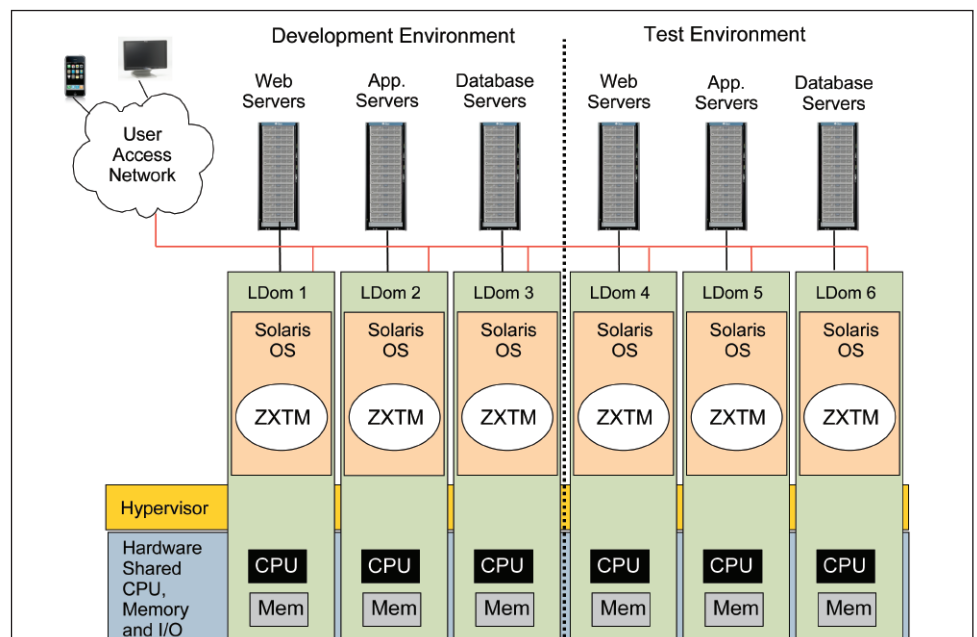 Development Environment
Test Environment
Web
Servers
App.
Servers
Database
Servers
Web
Servers
App.
Servers
Database
Servers
User
Access
Network
LDom 1
LDom 2
LDom 3
LDom 4
LDom 5
LDom 6
Solaris
OS
Solaris
OS
Solaris
OS
Solaris
OS
Solaris
OS
Solaris
OS
ZXTM
ZXTM
ZXTM
ZXTM
ZXTM
ZXTM
Hypervisor
Hardware
Shared
CPU,
Memory
and I/O
CPU
CPU
CPU
CPU
CPU
CPU
Mem
Mem
Mem
Mem
Mem
Mem